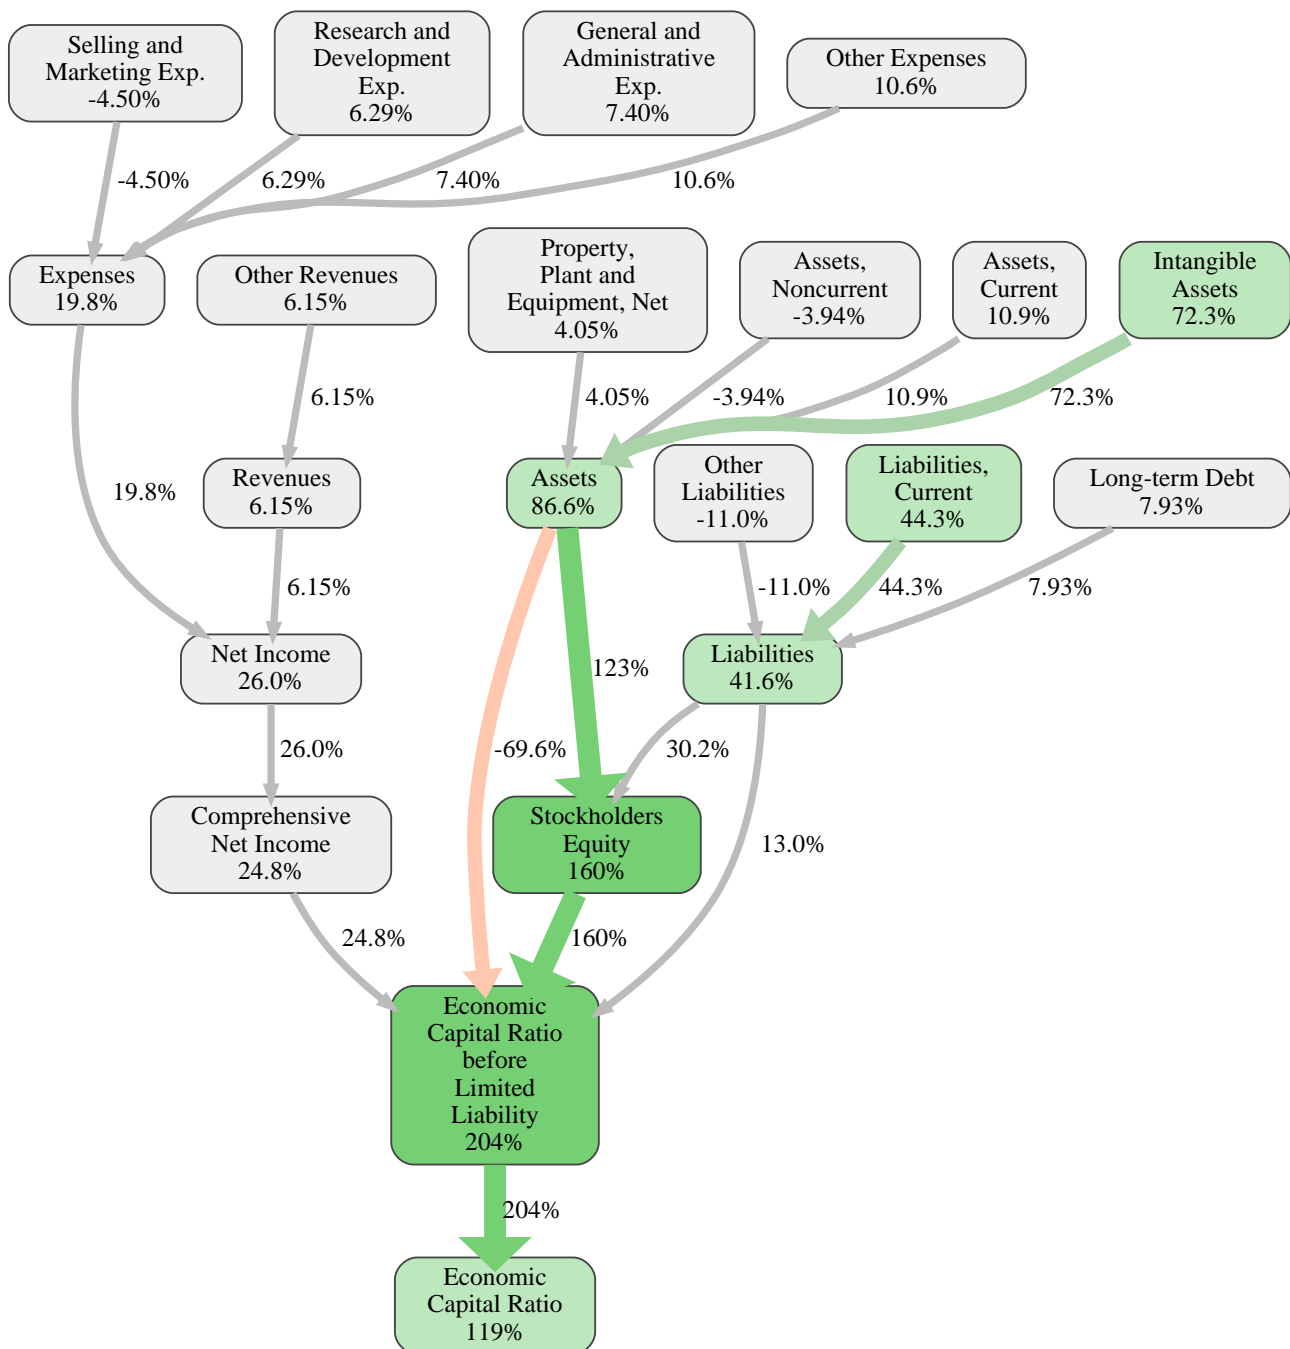 Selling and
Marketing Exp.
-4.50%
Research and
Development
Exp.
6.29%
General and
Administrative
Exp.
7.40%
Other Expenses
10.6%
-4.50%
6.29%
7.40%
10.6%
Expenses
19.8%
Other Revenues
6.15%
Property,
Plant and
Equipment, Net
4.05%
Assets,
Noncurrent
-3.94%
Assets,
Current
10.9%
Intangible
Assets
72.3%
6.15%
4.05%
-3.94%
10.9%
72.3%
19.8%
Revenues
6.15%
Assets
86.6%
Other
Liabilities
-11.0%
Liabilities,
Current
44.3%
Long-term Debt
7.93%
6.15%
-11.0%
44.3%
7.93%
Net Income
26.0%
123%
Liabilities
41.6%
26.0%
-69.6%
30.2%
Comprehensive
Net Income
24.8%
Stockholders
Equity
160%
13.0%
24.8%
160%
Economic
Capital Ratio
before
Limited
Liability
204%
204%
Economic
Capital Ratio
119%